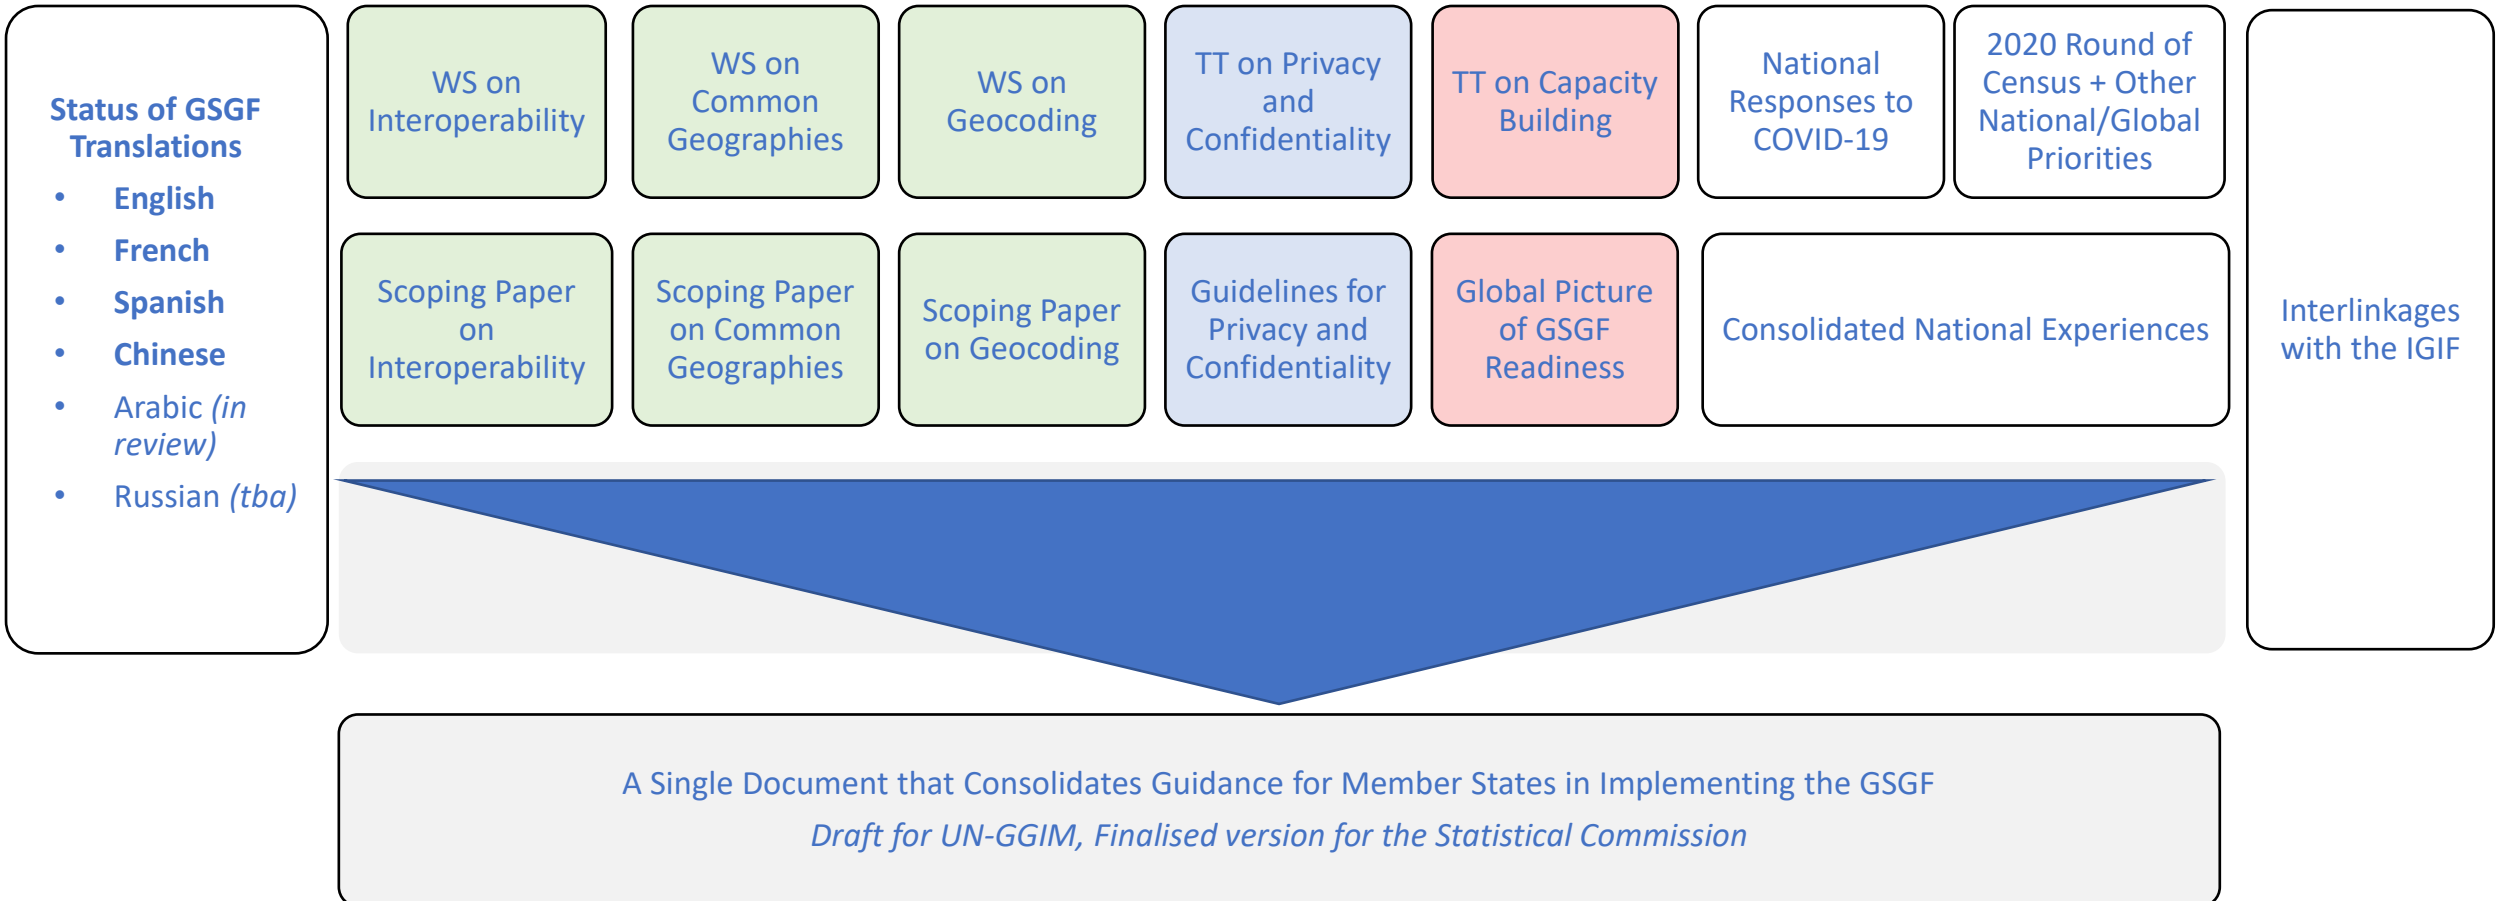 Status of GSGF
Translations
• English
• French
• Spanish
• Chinese
• Arabic (in
review)
• Russian (tba)
WS on
Interoperability
WS on
Common
Geographies
WS on
Geocoding
TT on Privacy
and
Confidentiality
TT on Capacity
Building
National
Responses to
COVID-19
2020 Round of
Census + Other
National/Global
Priorities
Scoping Paper
on
Interoperability
Scoping Paper
on Common
Geographies
Scoping Paper
on Geocoding
Guidelines for
Privacy and
Confidentiality
Global Picture
of GSGF
Readiness
Consolidated National Experiences
Interlinkages
with the IGIF
A Single Document that Consolidates Guidance for Member States in Implementing the GSGF
Draft for UN-GGIM, Finalised version for the Statistical Commission